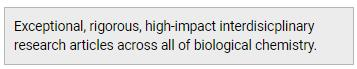 Exceptional, rigorous, high-impact interdisicplinary
research articles across all of biological chemistry.